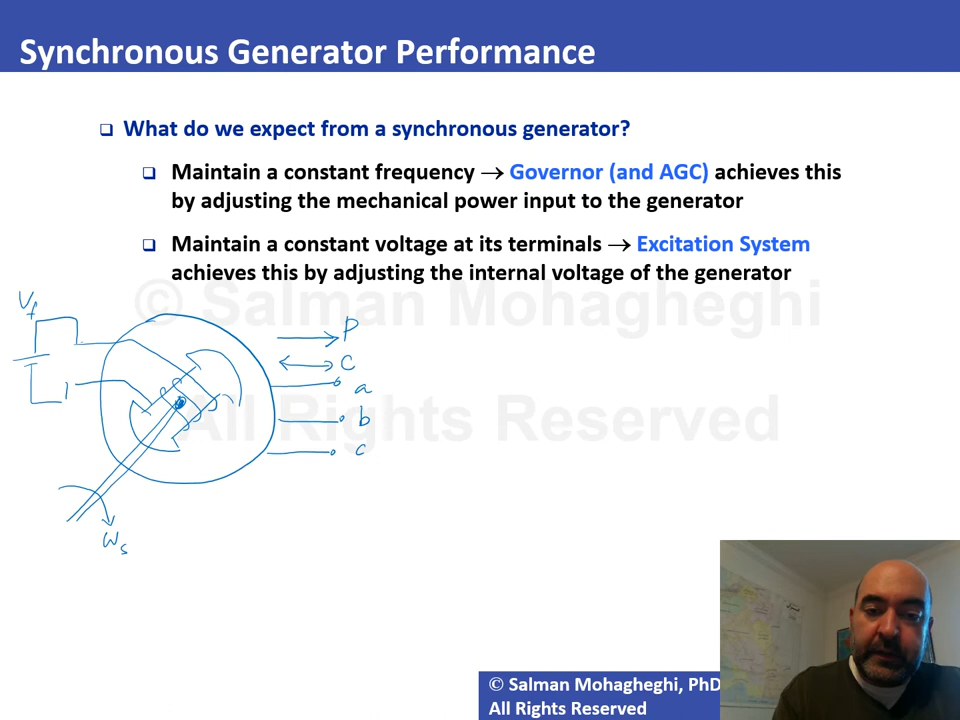 Synchronous Generator Performance
❑ What do we expect from a synchronous generator?
❑ Maintain a constant frequency → Governor (and AGC) achieves this
by adjusting the mechanical power input to the generator
❑ Maintain a constant voltage at its terminals → Excitation System
achieves this by adjusting the internal voltage of the generator
© Salman Mohagheghi
All Rights Reserved
Vf
P
C
a
b
c
ωs
© Salman Mohagheghi, PhD
All Rights Reserved